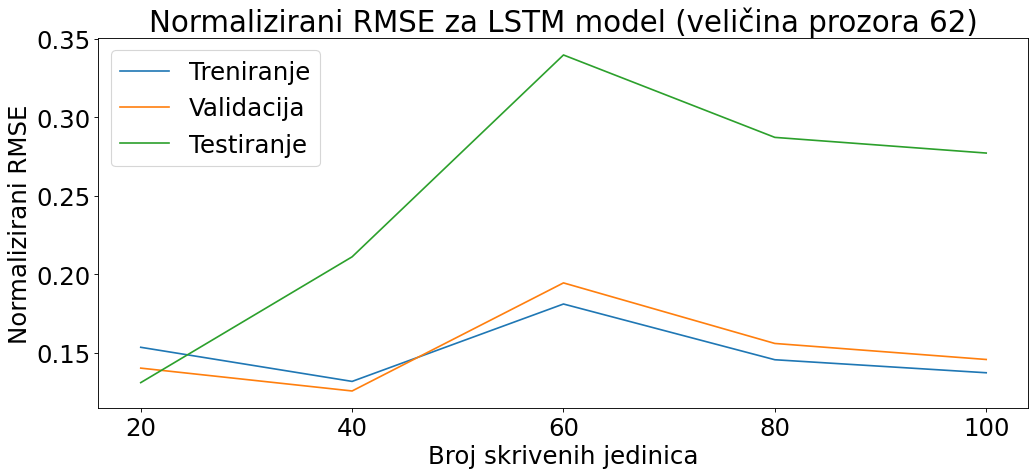 Normalizirani RMSE za LSTM model (veličina prozora 62)
Normalizirani RMSE
0.35
0.30
0.25
0.20
0.15
Treniranje
Validacija
Testiranje
20 40 60 80 100
Broj skrivenih jedinica